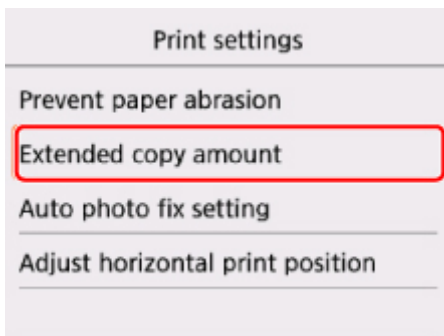 Print settings
Prevent paper abrasion
Extended copy amount
Auto photo fix setting
Adjust horizontal print position